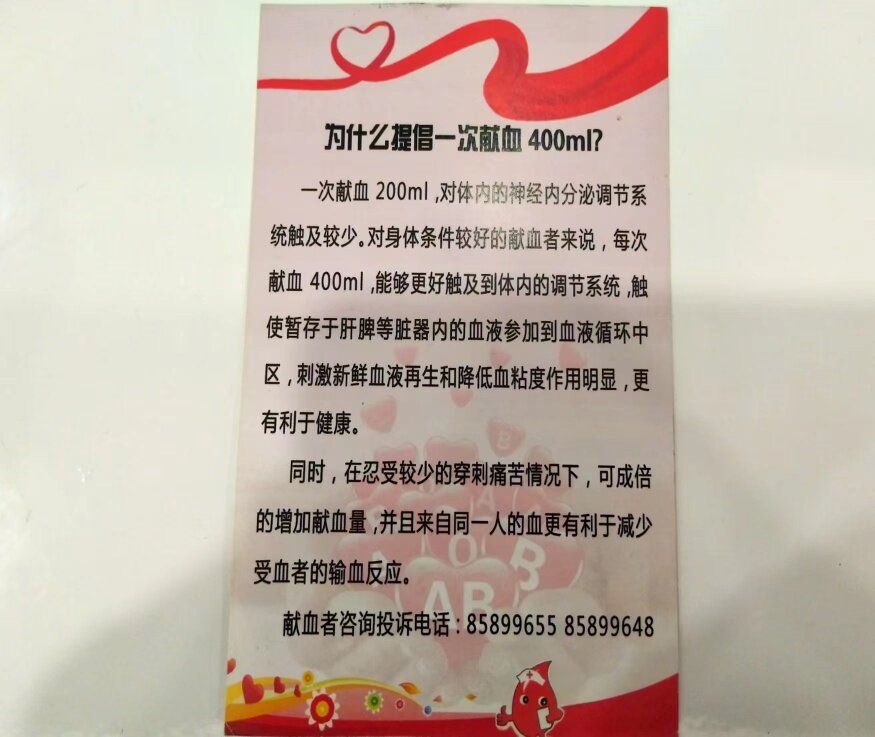 为什么提倡一次献血 400ml?
一次献血 200ml ,对体内的神经内分泌调节系
统触及较少。对身体条件较好的献血者来说，每次
献血 400ml ,能够更好触及到体内的调节系统 ,触
使暂存于肝脾等脏器内的血液参加到血液循环中
区 , 刺激新鲜血液再生和降低血粘度作用明显 , 更
有利于健康。
同时 , 在忍受较少的穿刺痛苦情况下 , 可成倍
的增加献血量 ,并且来自同一人的血更有利于减少
受血者的输血反应。
献血者咨询投诉电话 : 85899655 85899648
B
A
O
A
B
AB